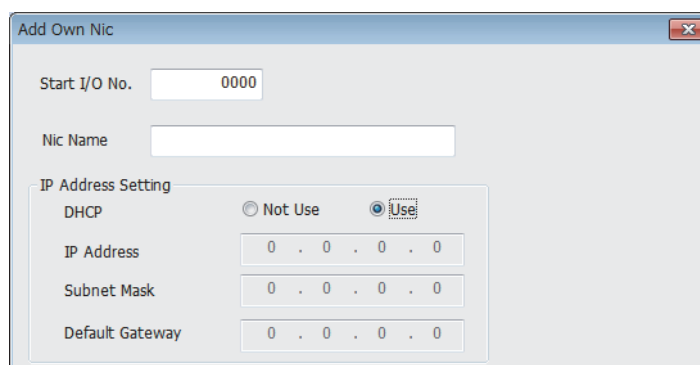 Add Own Nic
Start I/O No. 0000
Nic Name
IP Address Setting
DHCP Not Use Use
IP Address 0 . 0 . 0 . 0
Subnet Mask 0 . 0 . 0 . 0
Default Gateway 0 . 0 . 0 . 0